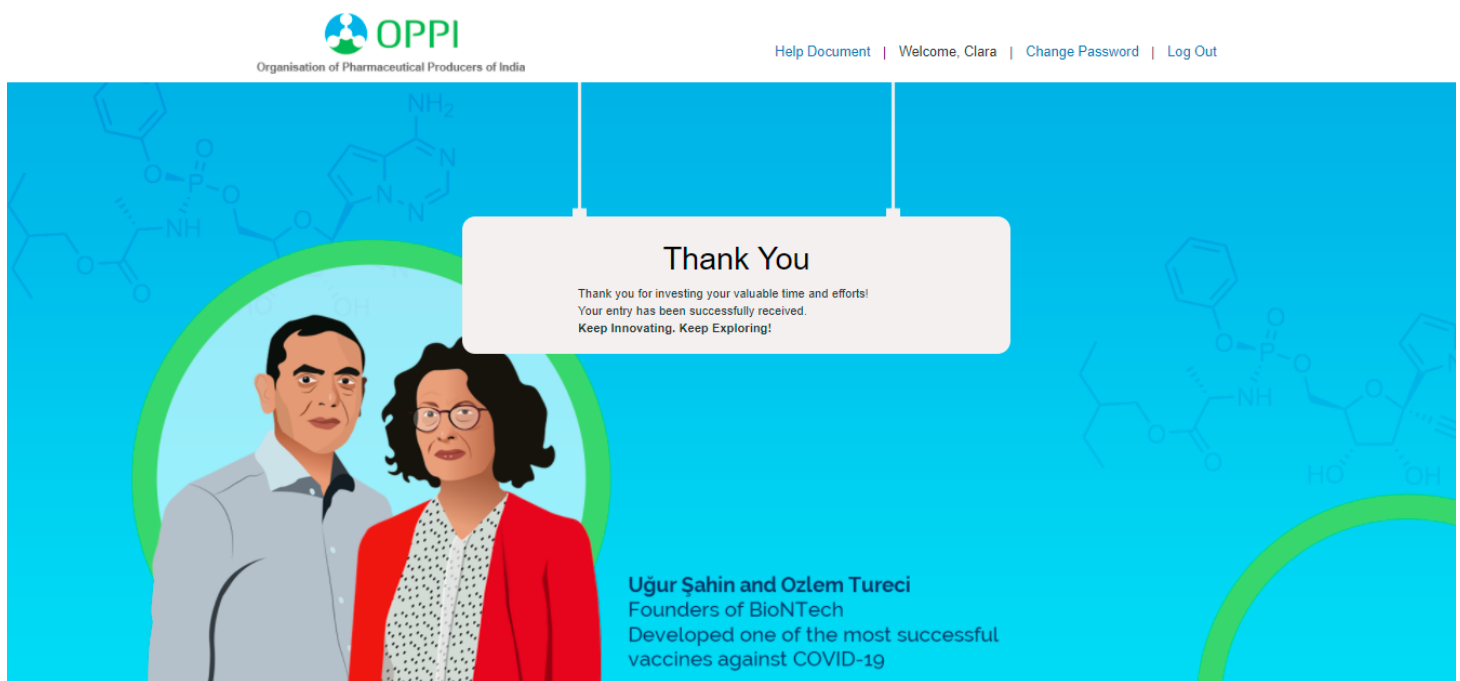 OPPI
Organisation of Pharmaceutical Producers of India
Help Document | Welcome, Clara | Change Password | Log Out
NH2
O
O
P
O
N
N
N
NH
O
O
O
HO
OH
Thank You
Thank you for investing your valuable time and efforts!
Your entry has been successfully received.
Keep Innovating. Keep Exploring!
O
O
P
O
NH
O
O
O
HO
OH
Uğur Şahin and Ozlem Tureci
Founders of BioNTech
Developed one of the most successful
vaccines against COVID-19